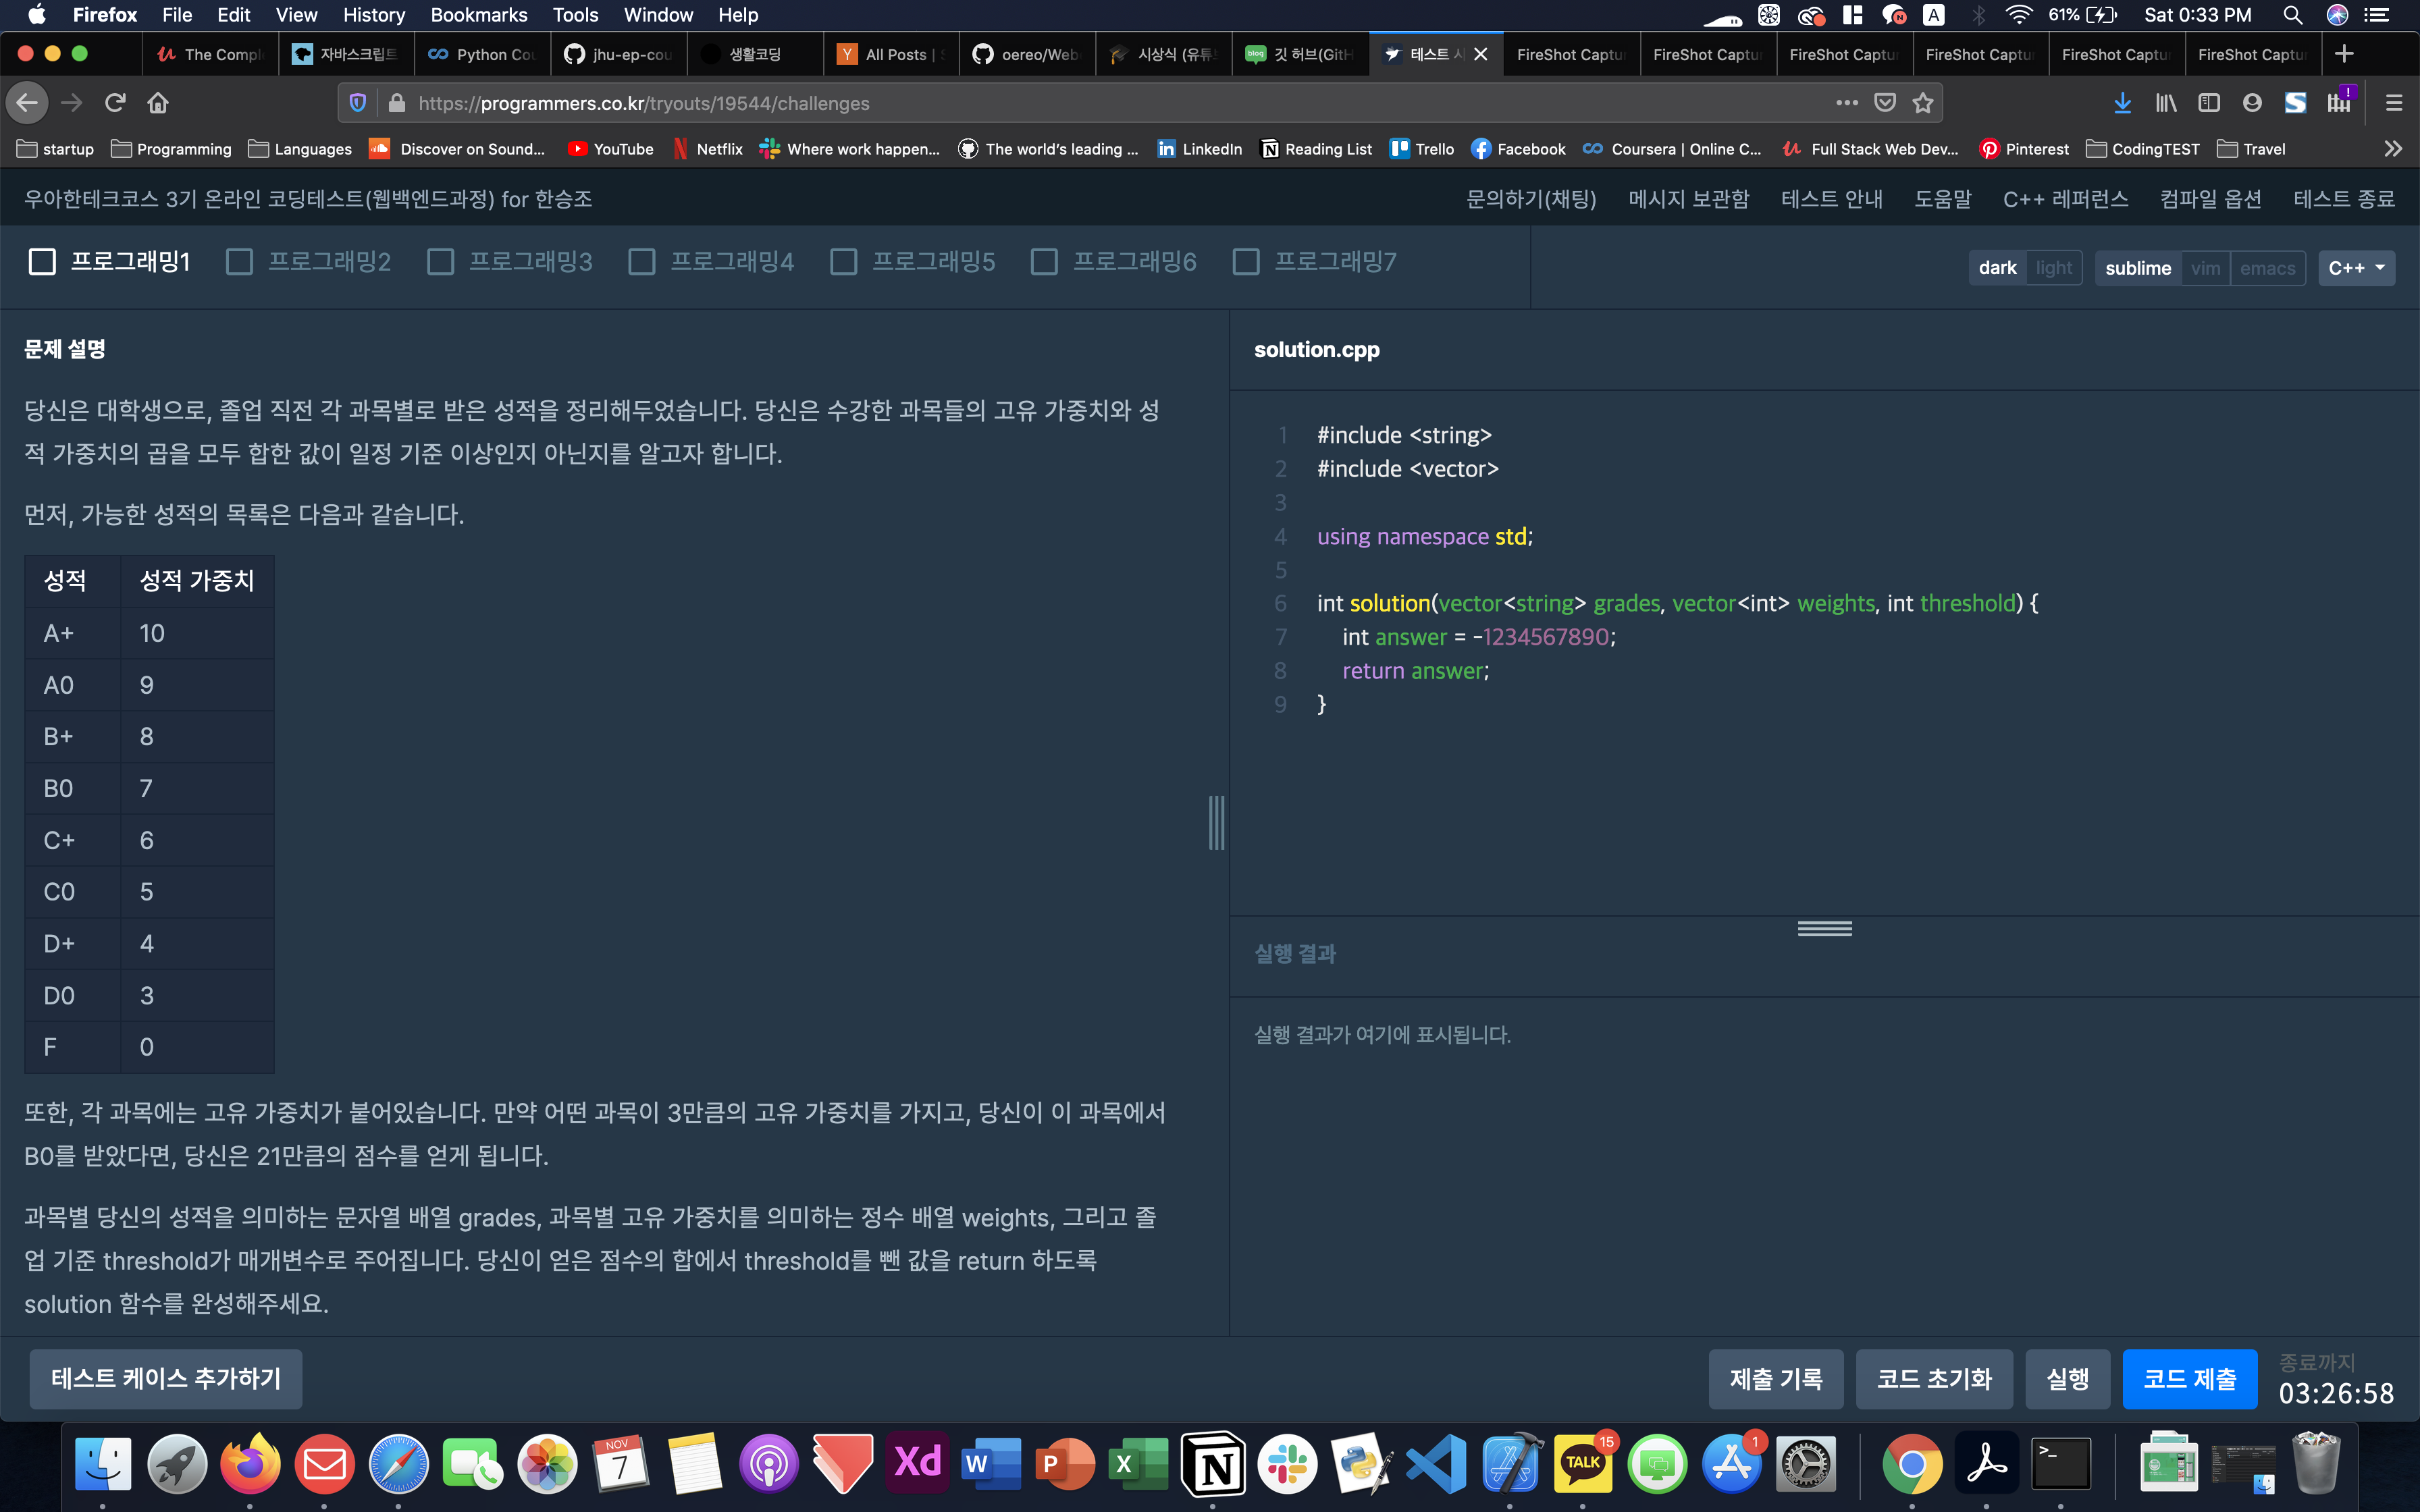 Firefox File Edit View History Bookmarks Tools Window Help
61% Sat 0:33 PM
The Compl 자바스크립트 Python Cou jhu-ep-cou 생활코딩 All Posts | oereo/Web 시상식 (유튜 깃 허브(GitH 테스트 FireShot Captu FireShot Captu FireShot Captu FireShot Captu FireShot Captu FireShot Captu
https://programmers.co.kr/tryouts/19544/challenges
startup Programming Languages Discover on Sound... YouTube Netflix Where work happen... The world's leading ... LinkedIn Reading List Trello Facebook Coursera | Online C... Full Stack Web Dev... Pinterest CodingTEST Travel
우아한테크코스 3기 온라인 코딩테스트(웹백엔드과정) for 한승조
문의하기(채팅) 메시지 보관함 테스트 안내 도움말 C++ 레퍼런스 컴파일 옵션 테스트 종료
프로그래밍1 프로그래밍2 프로그래밍3 프로그래밍4 프로그래밍5 프로그래밍6 프로그래밍7
dark light sublime vim emacs C++
문제 설명
당신은 대학생으로, 졸업 직전 각 과목별로 받은 성적을 정리해두었습니다. 당신은 수강한 과목들의 고유 가중치와 성
적 가중치의 곱을 모두 합한 값이 일정 기준 이상인지 아닌지를 알고자 합니다.
먼저, 가능한 성적의 목록은 다음과 같습니다.
성적 성적 가중치
A+ 10
A0 9
B+ 8
B0 7
C+ 6
C0 5
D+ 4
D0 3
F 0
또한, 각 과목에는 고유 가중치가 붙어있습니다. 만약 어떤 과목이 3만큼의 고유 가중치를 가지고, 당신이 이 과목에서
B0를 받았다면, 당신은 21만큼의 점수를 얻게 됩니다.
과목별 당신의 성적을 의미하는 문자열 배열 grades, 과목별 고유 가중치를 의미하는 정수 배열 weights, 그리고 졸
업 기준 threshold가 매개변수로 주어집니다. 당신이 얻은 점수의 합에서 threshold를 뺀 값을 return 하도록
solution 함수를 완성해주세요.
solution.cpp
1 #include <string>
2 #include <vector>
3
4 using namespace std;
5
6 int solution(vector<string> grades, vector<int> weights, int threshold) {
7 int answer = -1234567890;
8 return answer;
9 }
실행 결과
실행 결과가 여기에 표시됩니다.
테스트 케이스 추가하기
제출 기록 코드 초기화 실행 코드 제출
종료까지
03:26:58
NOV
7
Xd W P X N TALK 15 1